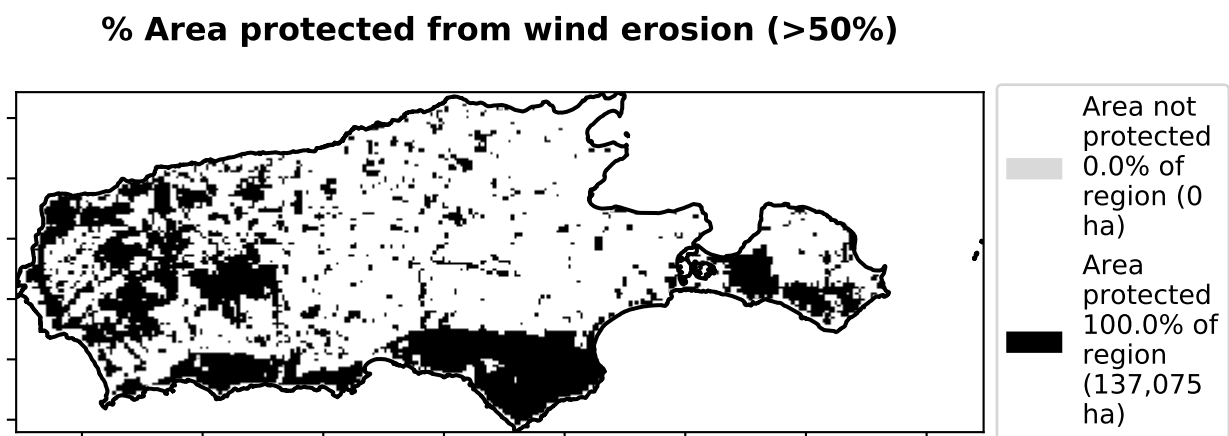 % Area protected from wind erosion (>50%)
Area not
protected
0.0% of
region (0
ha)
Area
protected
100.0% of
region
(137,075
ha)